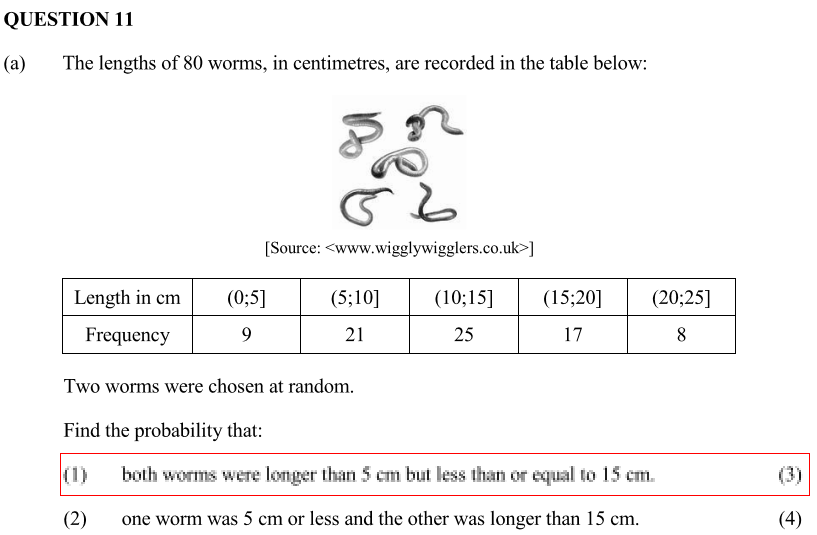 QUESTION 11
(a) The lengths of 80 worms, in centimetres, are recorded in the table below:
[Source: <www.wigglywigglers.co.uk>]
Length in cm (0;5] (5;10] (10;15] (15;20] (20;25]
Frequency 9 21 25 17 8
Two worms were chosen at random.
Find the probability that:
(1) both worms were longer than 5 cm but less than or equal to 15 cm. (3)
(2) one worm was 5 cm or less and the other was longer than 15 cm. (4)